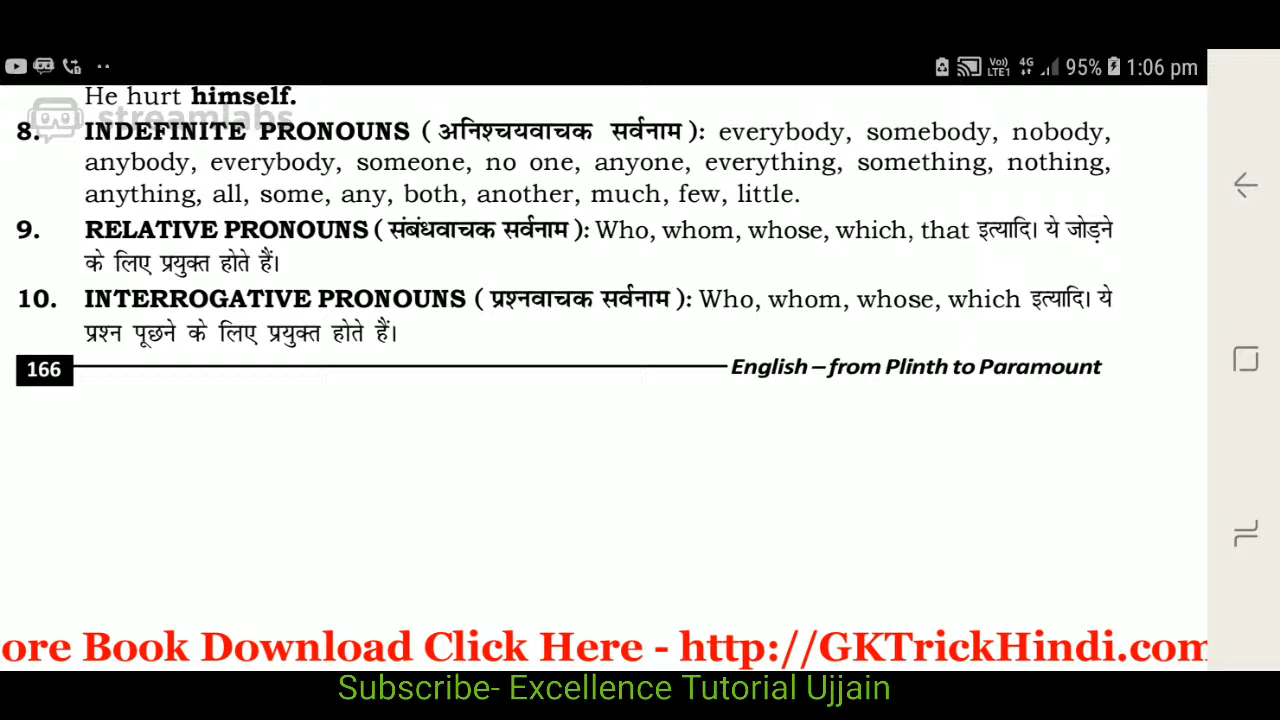 95% 1:06 pm
He hurt himself.
streamlabs
8. INDEFINITE PRONOUNS ( अनिश्चयवाचक सर्वनाम ): everybody, somebody, nobody,
anybody, everybody, someone, no one, anyone, everything, something, nothing,
anything, all, some, any, both, another, much, few, little.
9. RELATIVE PRONOUNS ( संबंधवाचक सर्वनाम ): Who, whom, whose, which, that इत्यादि। ये जोड़ने
के लिए प्रयुक्त होते हैं।
10. INTERROGATIVE PRONOUNS ( प्रश्नवाचक सर्वनाम ): Who, whom, whose, which इत्यादि। ये
प्रश्न पूछने के लिए प्रयुक्त होते हैं।
166 English – from Plinth to Paramount
ore Book Download Click Here - http://GKTrickHindi.com
Subscribe- Excellence Tutorial Ujjain